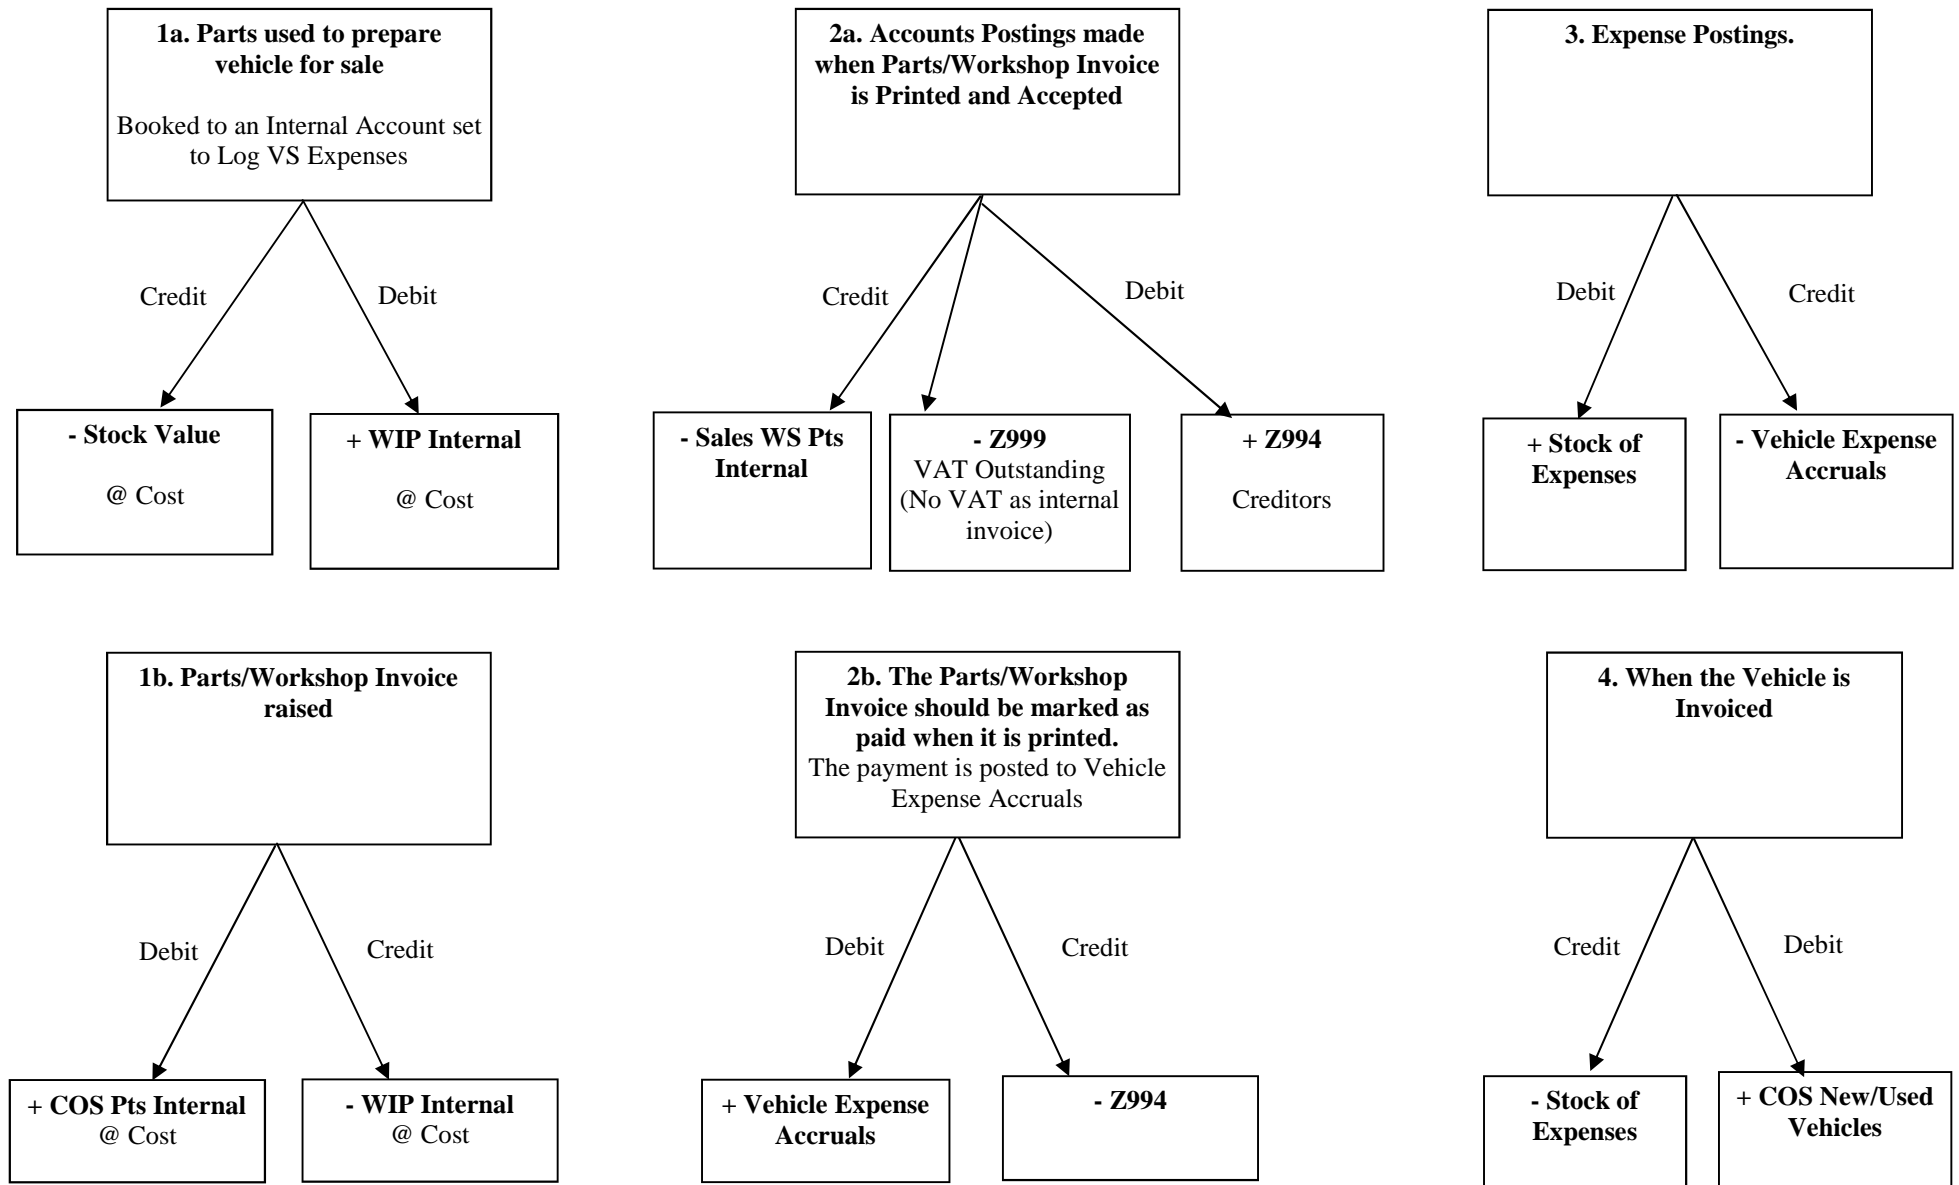 1a. Parts used to prepare
vehicle for sale
Booked to an Internal Account set
to Log VS Expenses
Credit
Debit
- Stock Value
@ Cost
+ WIP Internal
@ Cost
2a. Accounts Postings made
when Parts/Workshop Invoice
is Printed and Accepted
Credit
Debit
- Sales WS Pts
Internal
- Z999
VAT Outstanding
(No VAT as internal
invoice)
+ Z994
Creditors
3. Expense Postings.
Debit
Credit
+ Stock of
Expenses
- Vehicle Expense
Accruals
1b. Parts/Workshop Invoice
raised
Debit
Credit
+ COS Pts Internal
@ Cost
- WIP Internal
@ Cost
2b. The Parts/Workshop
Invoice should be marked as
paid when it is printed.
The payment is posted to Vehicle
Expense Accruals
Debit
Credit
+ Vehicle Expense
Accruals
- Z994
4. When the Vehicle is
Invoiced
Credit
Debit
- Stock of
Expenses
+ COS New/Used
Vehicles